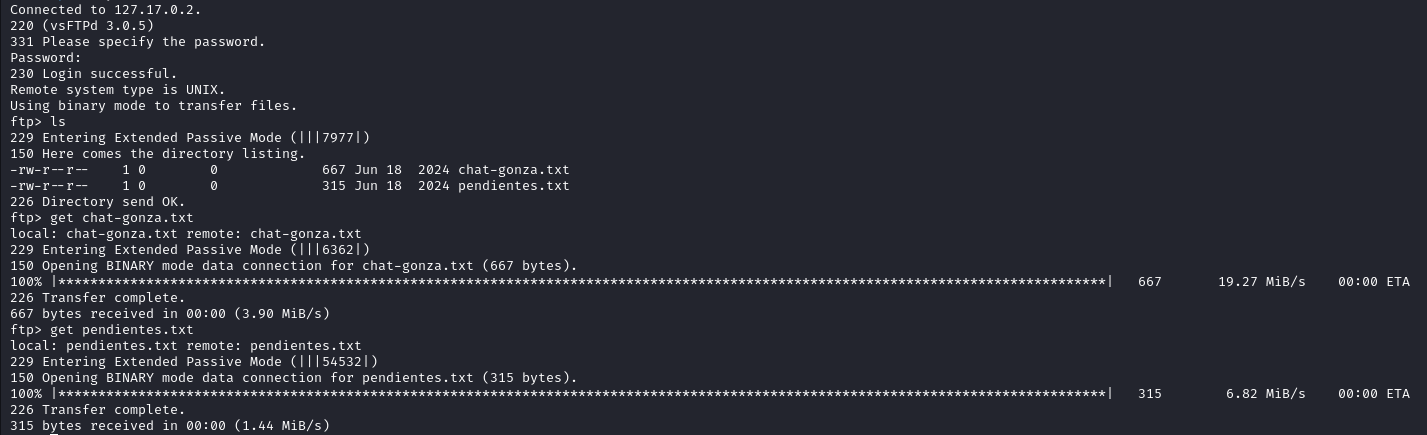 Connected to 127.17.0.2.
220 (vsFTPd 3.0.5)
331 Please specify the password.
Password:
230 Login successful.
Remote system type is UNIX.
Using binary mode to transfer files.
ftp> ls
229 Entering Extended Passive Mode (|||7977|)
150 Here comes the directory listing.
-rw-r--r--    1 0        0             667 Jun 18  2024 chat-gonza.txt
-rw-r--r--    1 0        0             315 Jun 18  2024 pendientes.txt
226 Directory send OK.
ftp> get chat-gonza.txt
local: chat-gonza.txt remote: chat-gonza.txt
229 Entering Extended Passive Mode (|||6362|)
150 Opening BINARY mode data connection for chat-gonza.txt (667 bytes).
100% |***********************************************************************************************************************************|   667       19.27 MiB/s    00:00 ETA
226 Transfer complete.
667 bytes received in 00:00 (3.90 MiB/s)
ftp> get pendientes.txt
local: pendientes.txt remote: pendientes.txt
229 Entering Extended Passive Mode (|||54532|)
150 Opening BINARY mode data connection for pendientes.txt (315 bytes).
100% |***********************************************************************************************************************************|   315        6.82 MiB/s    00:00 ETA
226 Transfer complete.
315 bytes received in 00:00 (1.44 MiB/s)